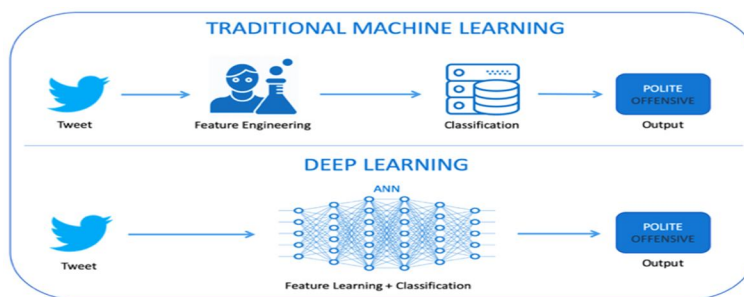 TRADITIONAL MACHINE LEARNING
Tweet
Feature Engineering
Classification
POLITE
OFFENSIVE
Output
DEEP LEARNING
ANN
Tweet
Feature Learning + Classification
POLITE
OFFENSIVE
Output